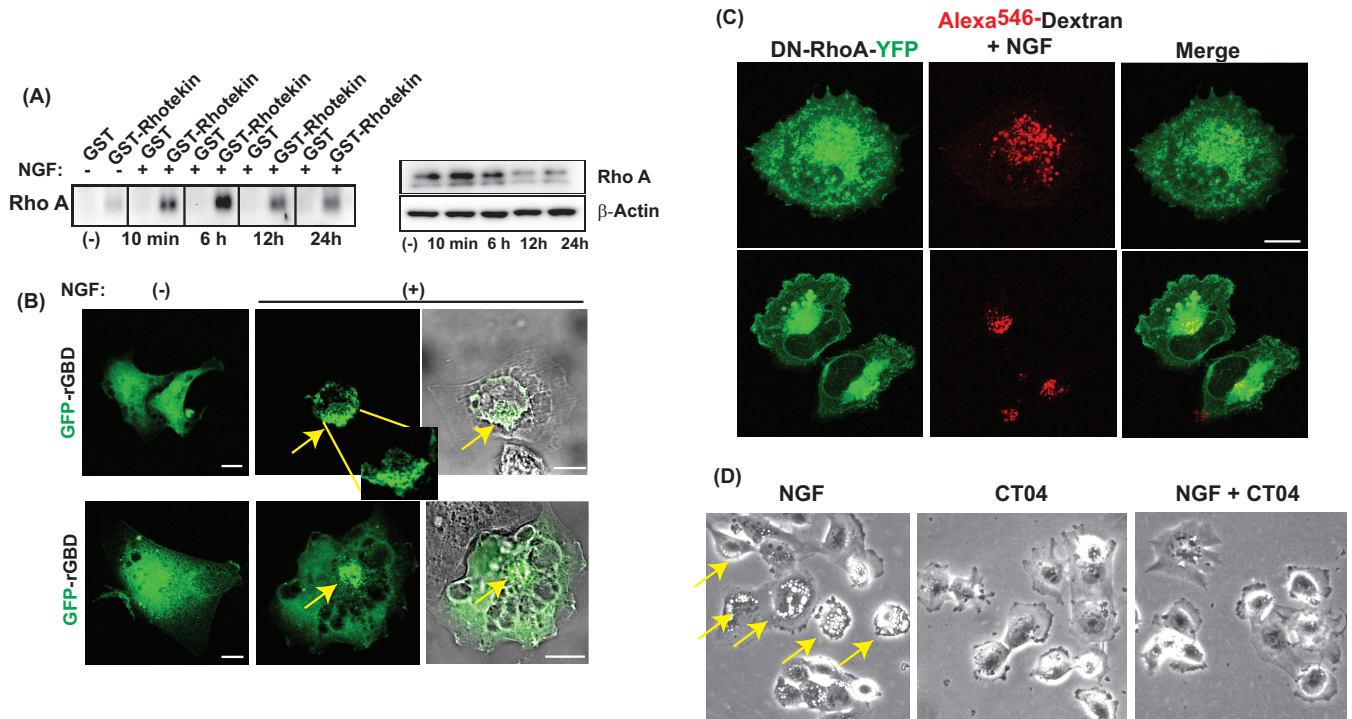 (A)
GST
GST-Rhotekin
GST
GST-Rhotekin
GST
GST-Rhotekin
GST
GST-Rhotekin
GST
GST-Rhotekin
NGF: - - + + + + + + + +
Rho A
(-) 10 min 6 h 12h 24h
Rho A
β-Actin
(-) 10 min 6 h 12h 24h
(B)
NGF: (-) (+)
GFP-rGBD
GFP-rGBD
(C)
Alexa546-Dextran
DN-RhoA-YFP + NGF Merge
(D)
NGF CT04 NGF + CT04